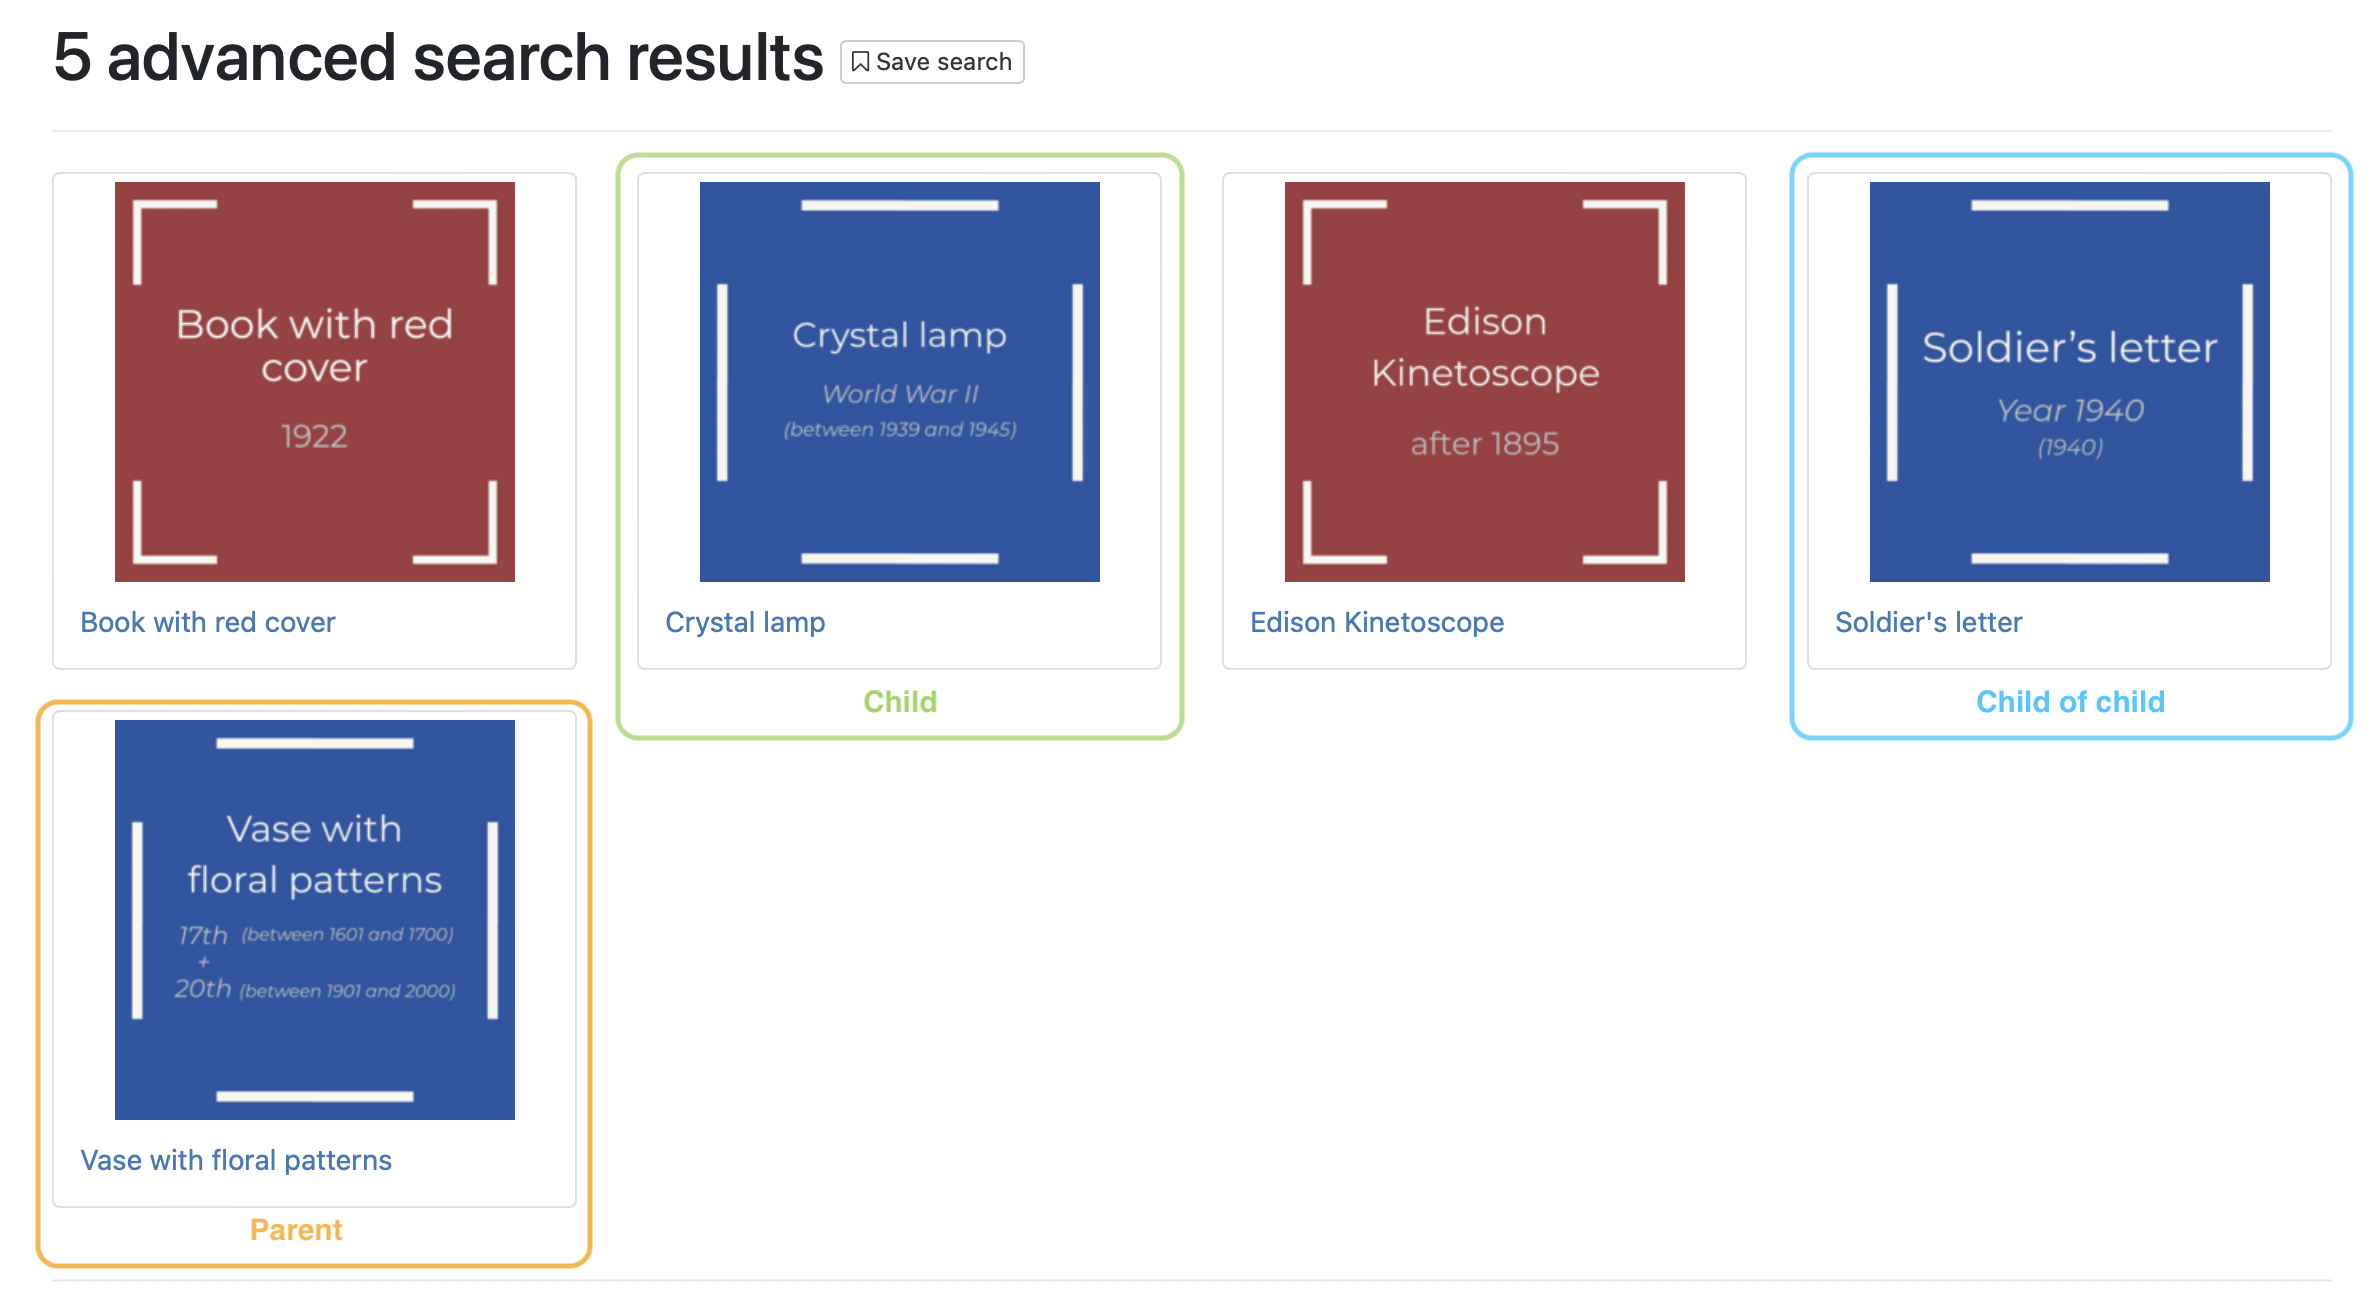 5 advanced search results
Save search
Book with red
cover
1922
Book with red cover
Crystal lamp
World War II
(between 1939 and 1945)
Crystal lamp
Child
Edison
Kinetoscope
after 1895
Edison Kinetoscope
Soldier’s letter
Year 1940
(1940)
Soldier's letter
Child of child
Vase with
floral patterns
17th (between 1601 and 1700)
+
20th (between 1901 and 2000)
Vase with floral patterns
Parent